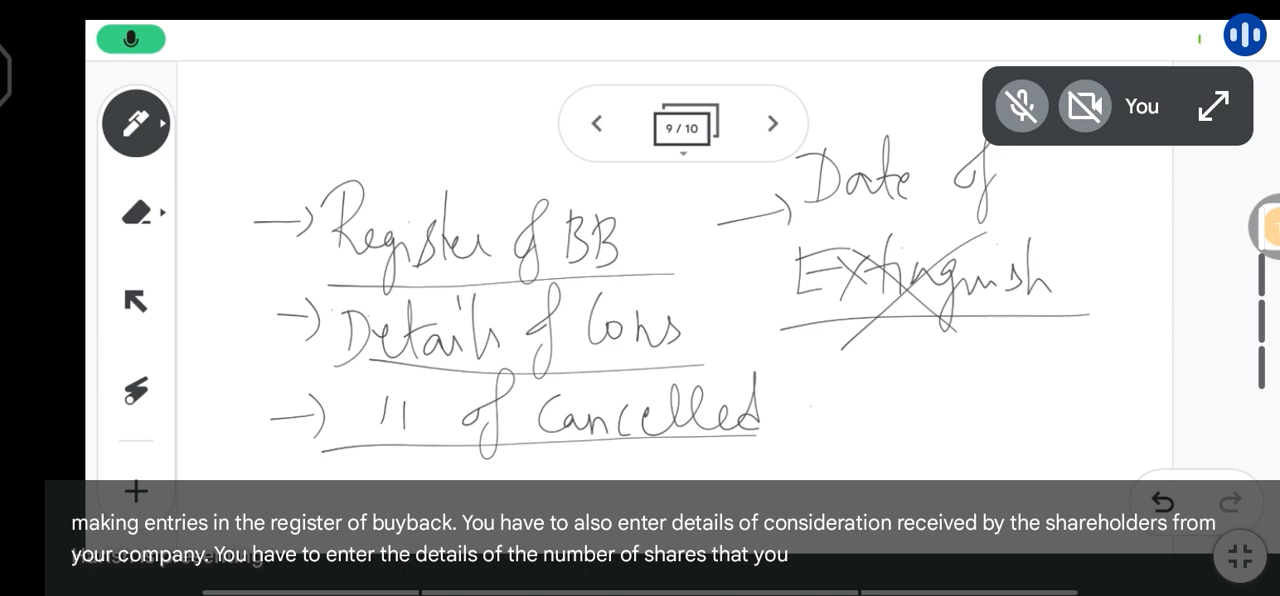 9 / 10
You
→ Register of BB
→ Details of Cons
→ 11 of Cancelled
→ Date of
Extinguish
making entries in the register of buyback. You have to also enter details of consideration received by the shareholders from
your company. You have to enter the details of the number of shares that you